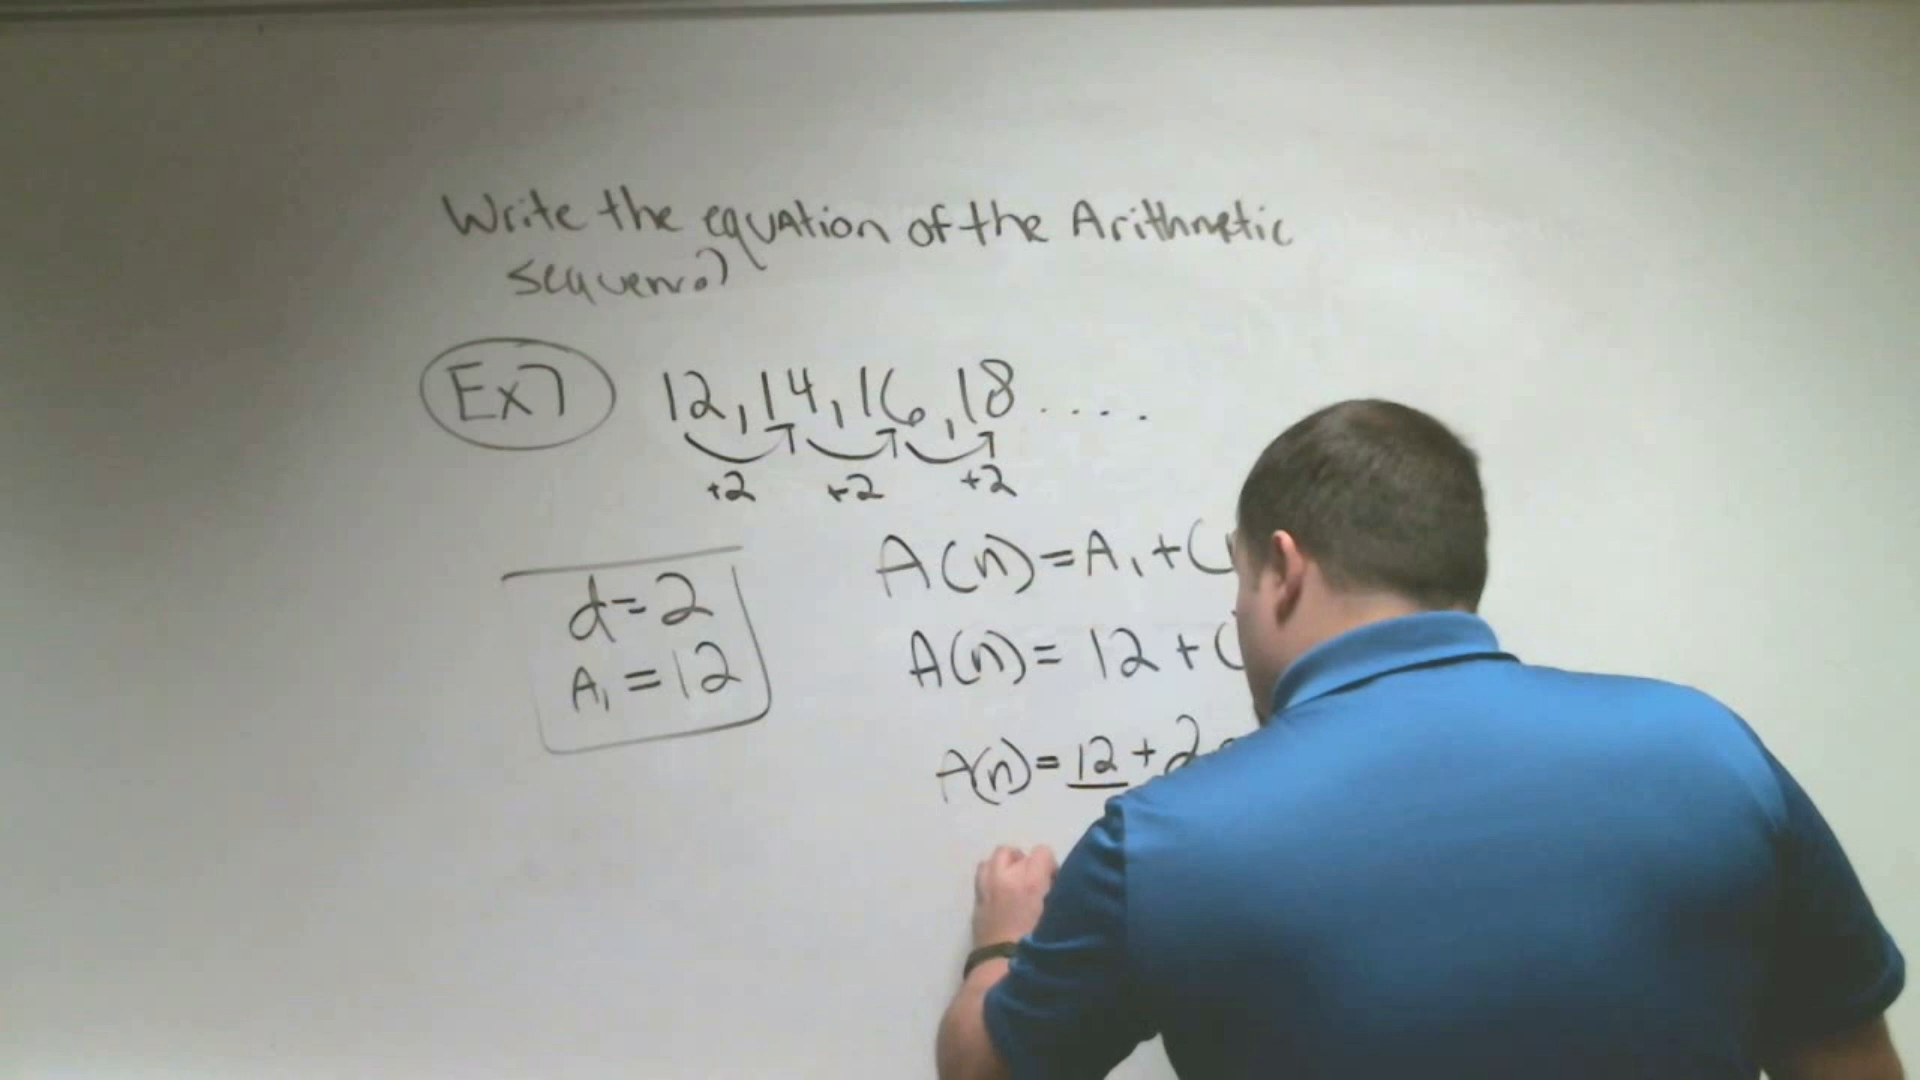 Write the equation of the Arithmetic
Ex7 12, 14, 16, 18 ....
+2 +2 +2
d=2
A₁=12
A(n)=A₁+(
A(n)= 12 + (
A(n)= 12 + 2